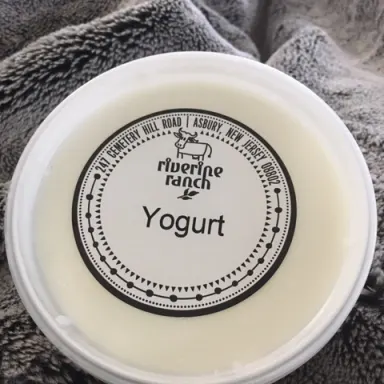 247 CEMETERY HILL ROAD | ASBURY, NEW JERSEY 08802
riverine
ranch
Yogurt